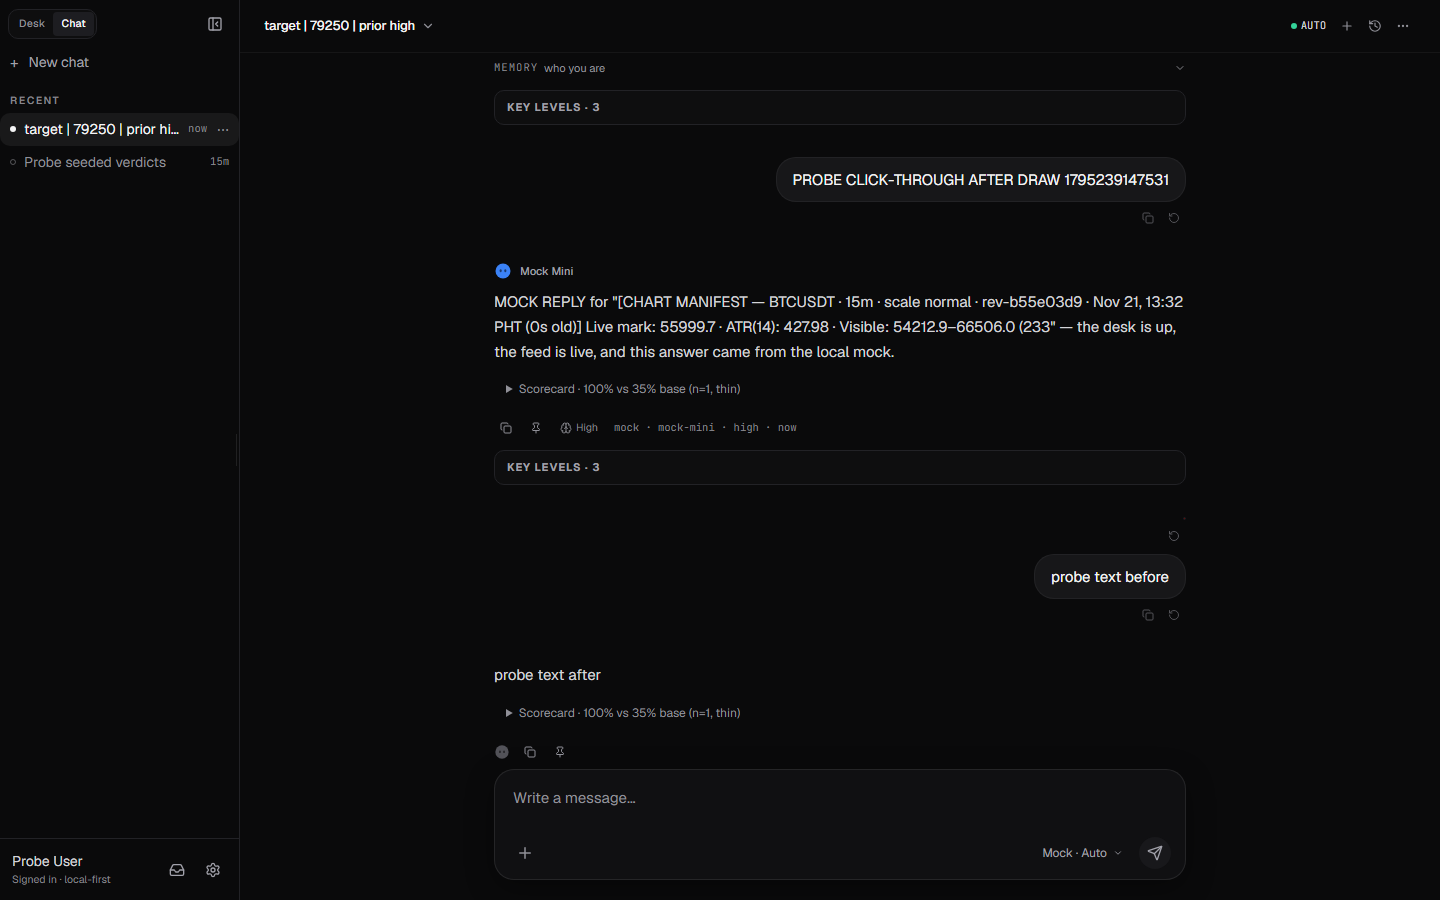 Desk Chat
target | 79250 | prior high
AUTO
New chat
RECENT
target | 79250 | prior hi... now
Probe seeded verdicts 15m
MEMORY who you are
KEY LEVELS · 3
PROBE CLICK-THROUGH AFTER DRAW 1795239147531
Mock Mini
MOCK REPLY for "[CHART MANIFEST — BTCUSDT · 15m · scale normal · rev-b55e03d9 · Nov 21, 13:32
PHT (0s old)] Live mark: 55999.7 · ATR(14): 427.98 · Visible: 54212.9–66506.0 (233" — the desk is up,
the feed is live, and this answer came from the local mock.
Scorecard · 100% vs 35% base (n=1, thin)
High mock · mock-mini · high · now
KEY LEVELS · 3
probe text before
probe text after
Scorecard · 100% vs 35% base (n=1, thin)
Write a message...
Mock · Auto
Probe User
Signed in · local-first